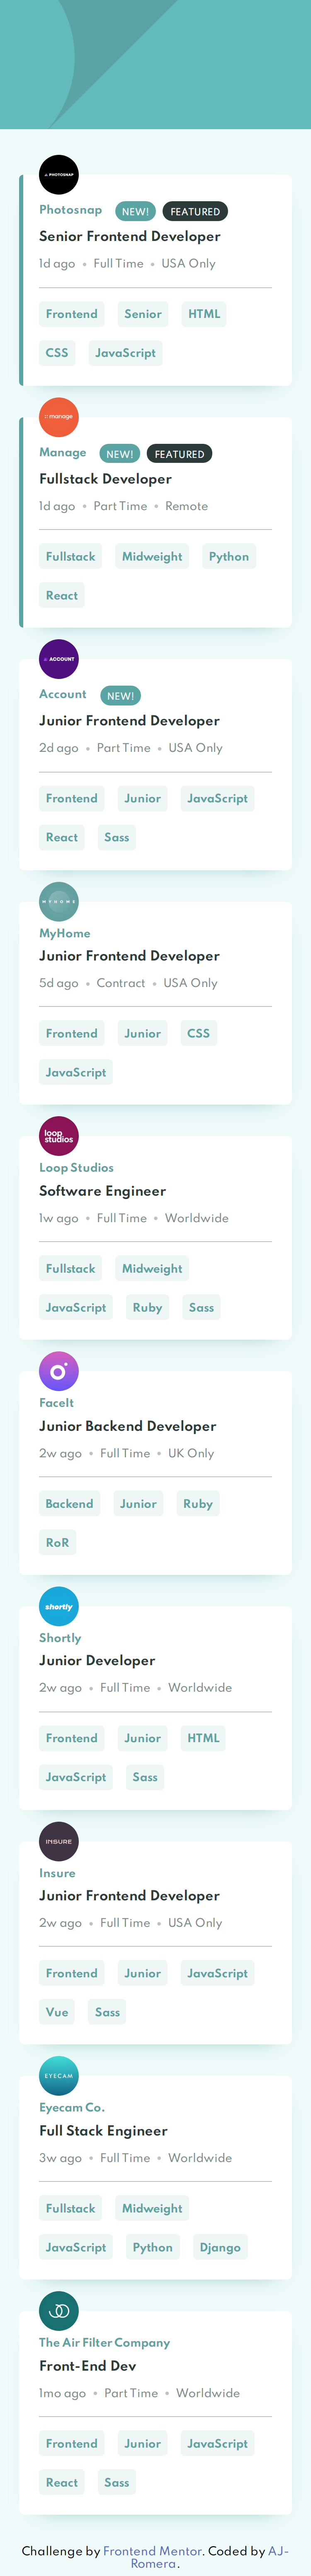 PHOTOSNAP
Photosnap NEW! FEATURED
Senior Frontend Developer
1d ago • Full Time • USA Only
Frontend Senior HTML
CSS JavaScript
manage
Manage NEW! FEATURED
Fullstack Developer
1d ago • Part Time • Remote
Fullstack Midweight Python
React
ACCOUNT
Account NEW!
Junior Frontend Developer
2d ago • Part Time • USA Only
Frontend Junior JavaScript
React Sass
MYHOME
MyHome
Junior Frontend Developer
5d ago • Contract • USA Only
Frontend Junior CSS
JavaScript
loop
studios
Loop Studios
Software Engineer
1w ago • Full Time • Worldwide
Fullstack Midweight
JavaScript Ruby Sass
FaceIt
Junior Backend Developer
2w ago • Full Time • UK Only
Backend Junior Ruby
RoR
shortly
Shortly
Junior Developer
2w ago • Full Time • Worldwide
Frontend Junior HTML
JavaScript Sass
INSURE
Insure
Junior Frontend Developer
2w ago • Full Time • USA Only
Frontend Junior JavaScript
Vue Sass
EYECAM
Eyecam Co.
Full Stack Engineer
3w ago • Full Time • Worldwide
Fullstack Midweight
JavaScript Python Django
The Air Filter Company
Front-End Dev
1mo ago • Part Time • Worldwide
Frontend Junior JavaScript
React Sass
Challenge by Frontend Mentor. Coded by AJ-
Romera.